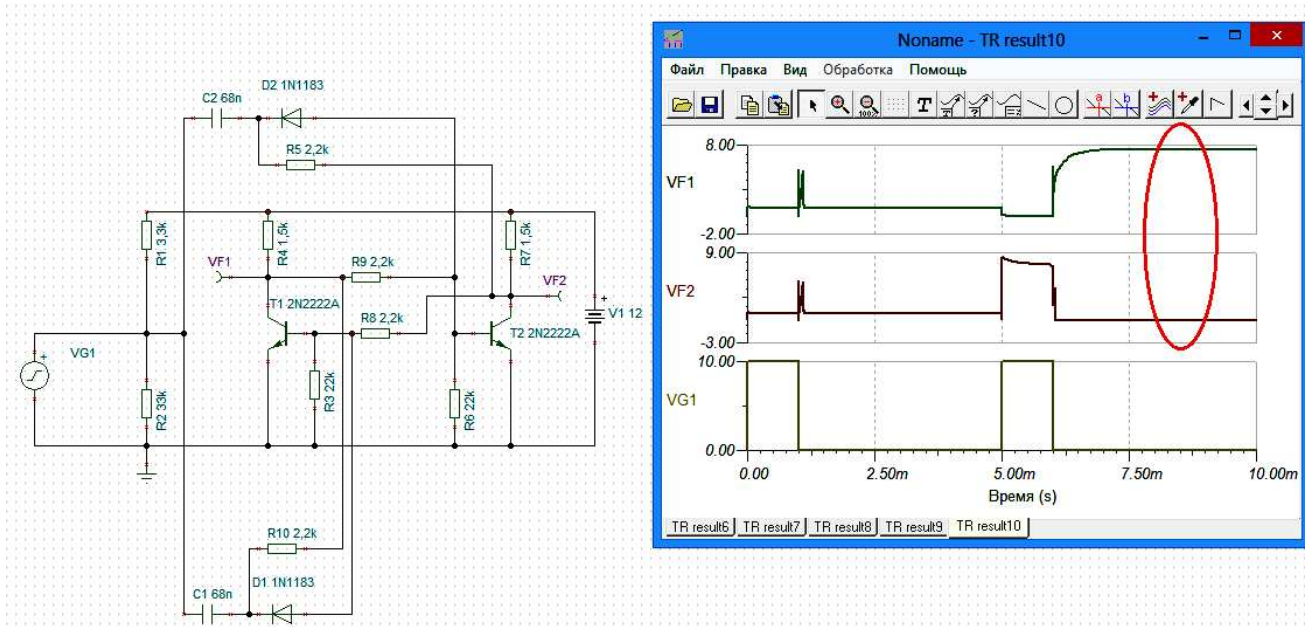 D2 1N1183
C2 68n
R5 2,2k
R1 3,3k
R4 1,5k
R7 1,5k
VF1
R9 2,2k
VF2
T1 2N2222A
R8 2,2k
T2 2N2222A
V1 12
VG1
+
+
R2 33k
R3 22k
R6 22k
R10 2,2k
D1 1N1183
C1 68n
Noname - TR result10
Файл Правка Вид Обработка Помощь
T
100%
a
b
8.00
VF1
-2.00
9.00
VF2
-3.00
10.00
VG1
0.00
0.00 2.50m 5.00m 7.50m 10.00m
Время (s)
TR result6 TR result7 TR result8 TR result9 TR result10